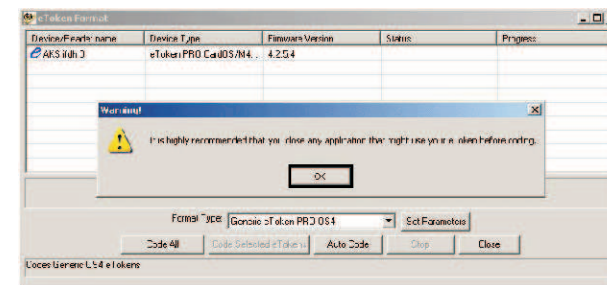 eToken Format
Device/Reader name Device Type Firmware Version Status Progress
AKS ifdh 0 eToken PRO CardOS/M4... 4.2.5.4
Warning!
It is highly recommended that you close any application that might use your eToken before coding.
OK
Format Type: Generic eToken PRO OS4 Set Parameters
Code All Code Selected eTokens Auto Code Stop Close
Codes Generic OS4 eTokens